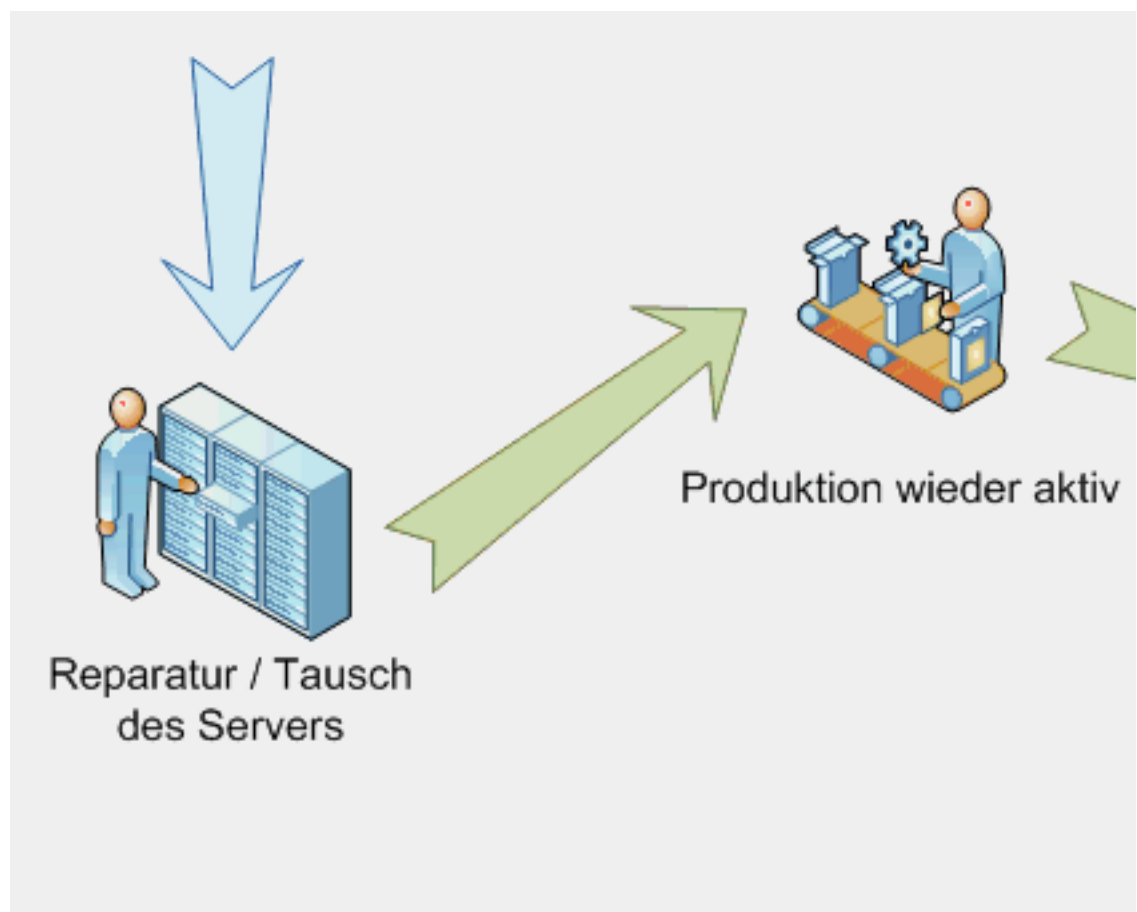 Produktion wieder aktiv
Reparatur / Tausch
des Servers